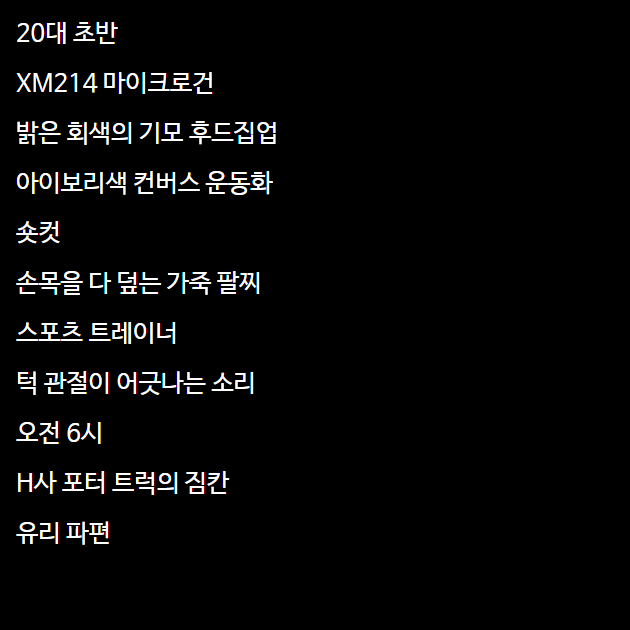 20대 초반
XM214 마이크로건
밝은 회색의 기모 후드집업
아이보리색 컨버스 운동화
숏컷
손목을 다 덮는 가죽 팔찌
스포츠 트레이너
턱 관절이 어긋나는 소리
오전 6시
H사 포터 트럭의 짐칸
유리 파편